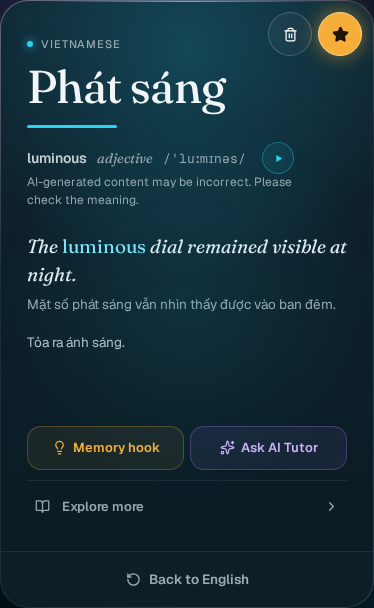 VIETNAMESE
Phát sáng
luminous adjective /ˈluːmɪnəs/
AI-generated content may be incorrect. Please
check the meaning.
The luminous dial remained visible at
night.
Mặt số phát sáng vẫn nhìn thấy được vào ban đêm.
Tỏa ra ánh sáng.
Memory hook
Ask AI Tutor
Explore more
Back to English